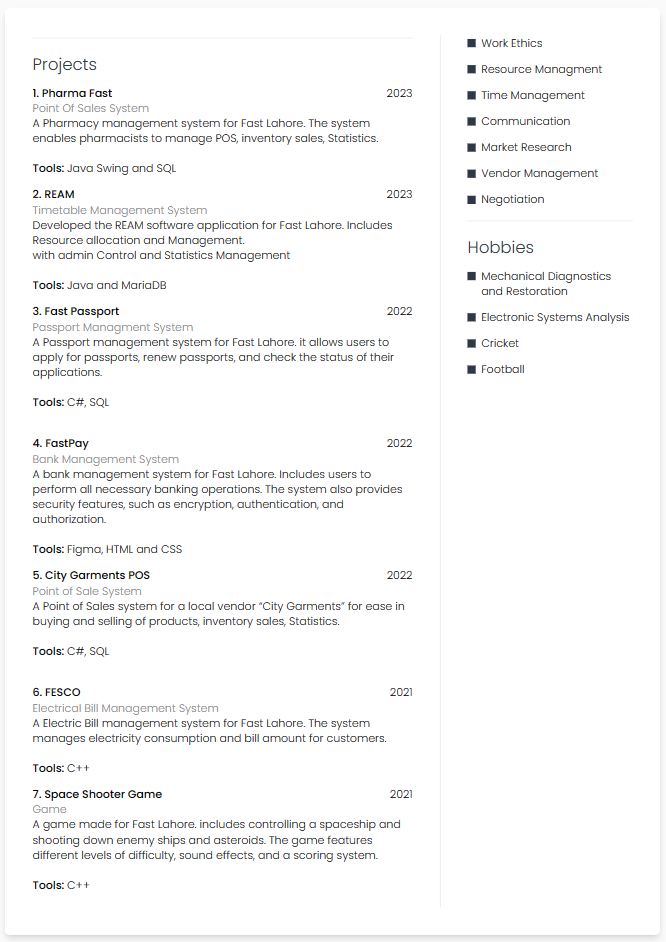 Projects
1. Pharma Fast 2023
Point Of Sales System
A Pharmacy management system for Fast Lahore. The system
enables pharmacists to manage POS, inventory sales, Statistics.
Tools: Java Swing and SQL
2. REAM 2023
Timetable Management System
Developed the REAM software application for Fast Lahore. Includes
Resource allocation and Management.
with admin Control and Statistics Management
Tools: Java and MariaDB
3. Fast Passport 2022
Passport Managment System
A Passport management system for Fast Lahore. it allows users to
apply for passports, renew passports, and check the status of their
applications.
Tools: C#, SQL
4. FastPay 2022
Bank Management System
A bank management system for Fast Lahore. Includes users to
perform all necessary banking operations. The system also provides
security features, such as encryption, authentication, and
authorization.
Tools: Figma, HTML and CSS
5. City Garments POS 2022
Point of Sale System
A Point of Sales system for a local vendor “City Garments” for ease in
buying and selling of products, inventory sales, Statistics.
Tools: C#, SQL
6. FESCO 2021
Electrical Bill Management System
A Electric Bill management system for Fast Lahore. The system
manages electricity consumption and bill amount for customers.
Tools: C++
7. Space Shooter Game 2021
Game
A game made for Fast Lahore. includes controlling a spaceship and
shooting down enemy ships and asteroids. The game features
different levels of difficulty, sound effects, and a scoring system.
Tools: C++
Work Ethics
Resource Managment
Time Management
Communication
Market Research
Vendor Management
Negotiation
Hobbies
Mechanical Diagnostics
and Restoration
Electronic Systems Analysis
Cricket
Football